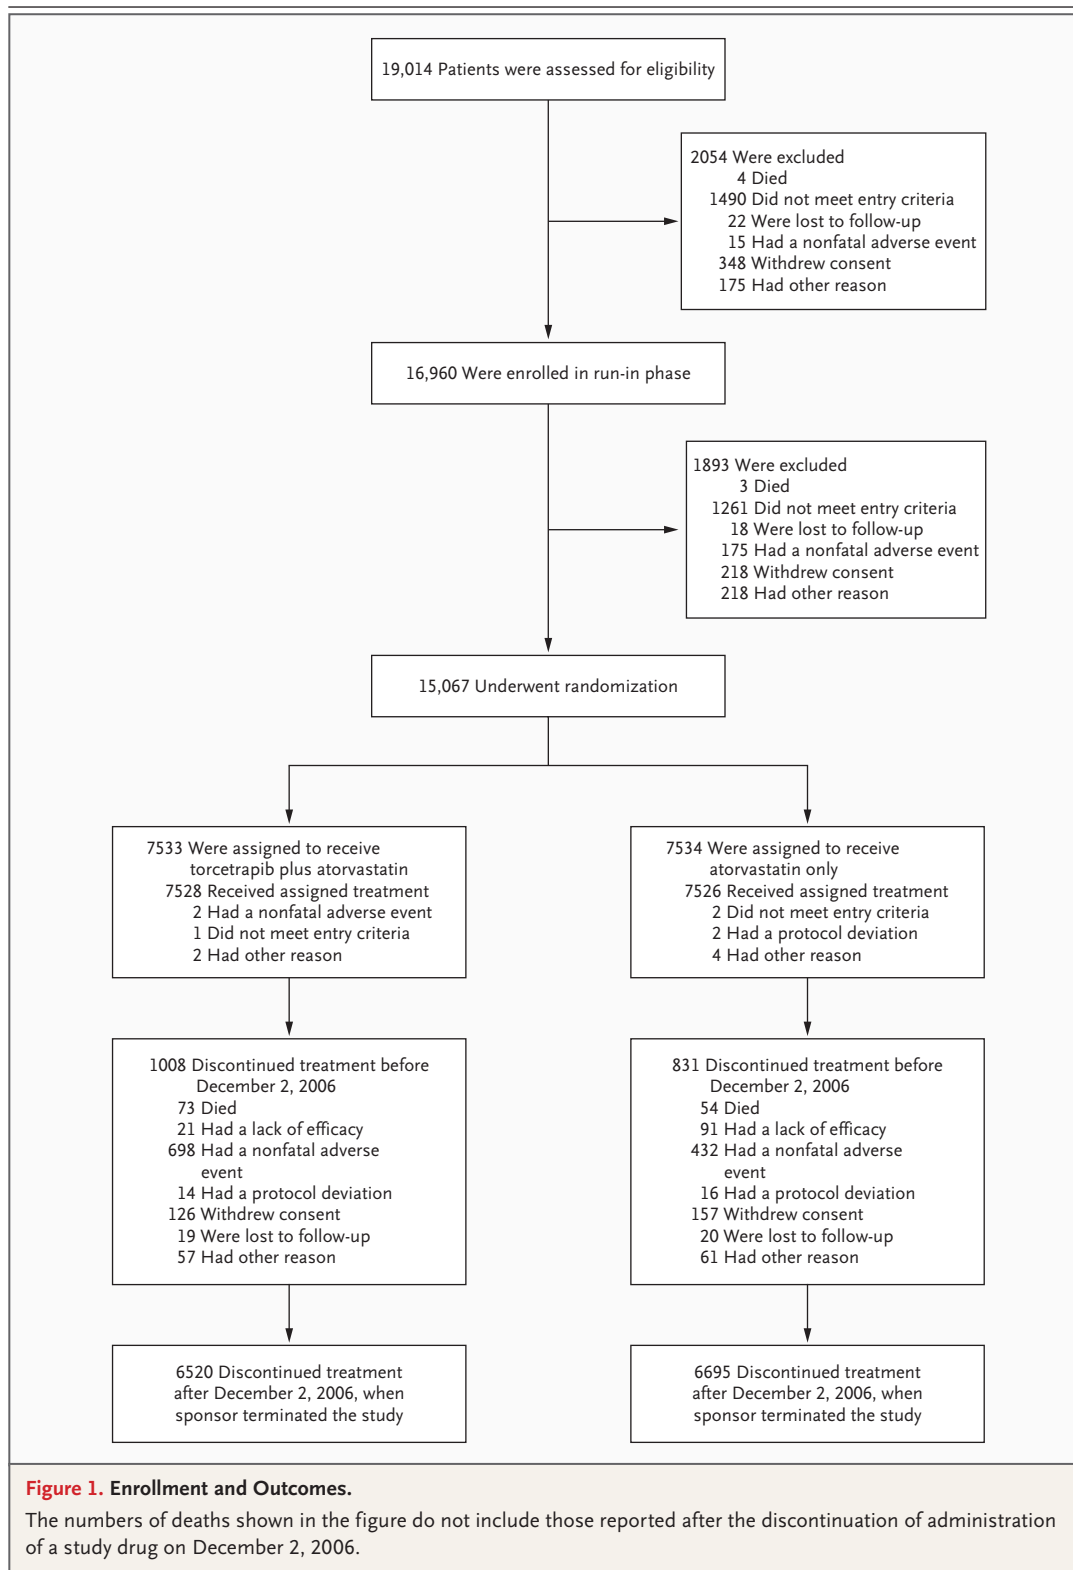 19,014 Patients were assessed for eligibility
2054 Were excluded
4 Died
1490 Did not meet entry criteria
22 Were lost to follow-up
15 Had a nonfatal adverse event
348 Withdrew consent
175 Had other reason
16,960 Were enrolled in run-in phase
1893 Were excluded
3 Died
1261 Did not meet entry criteria
18 Were lost to follow-up
175 Had a nonfatal adverse event
218 Withdrew consent
218 Had other reason
15,067 Underwent randomization
7533 Were assigned to receive
torcetrapib plus atorvastatin
7528 Received assigned treatment
2 Had a nonfatal adverse event
1 Did not meet entry criteria
2 Had other reason
7534 Were assigned to receive
atorvastatin only
7526 Received assigned treatment
2 Did not meet entry criteria
2 Had a protocol deviation
4 Had other reason
1008 Discontinued treatment before
December 2, 2006
73 Died
21 Had a lack of efficacy
698 Had a nonfatal adverse
event
14 Had a protocol deviation
126 Withdrew consent
19 Were lost to follow-up
57 Had other reason
831 Discontinued treatment before
December 2, 2006
54 Died
91 Had a lack of efficacy
432 Had a nonfatal adverse
event
16 Had a protocol deviation
157 Withdrew consent
20 Were lost to follow-up
61 Had other reason
6520 Discontinued treatment
after December 2, 2006, when
sponsor terminated the study
6695 Discontinued treatment
after December 2, 2006, when
sponsor terminated the study
Figure 1. Enrollment and Outcomes.
The numbers of deaths shown in the figure do not include those reported after the discontinuation of administration
of a study drug on December 2, 2006.